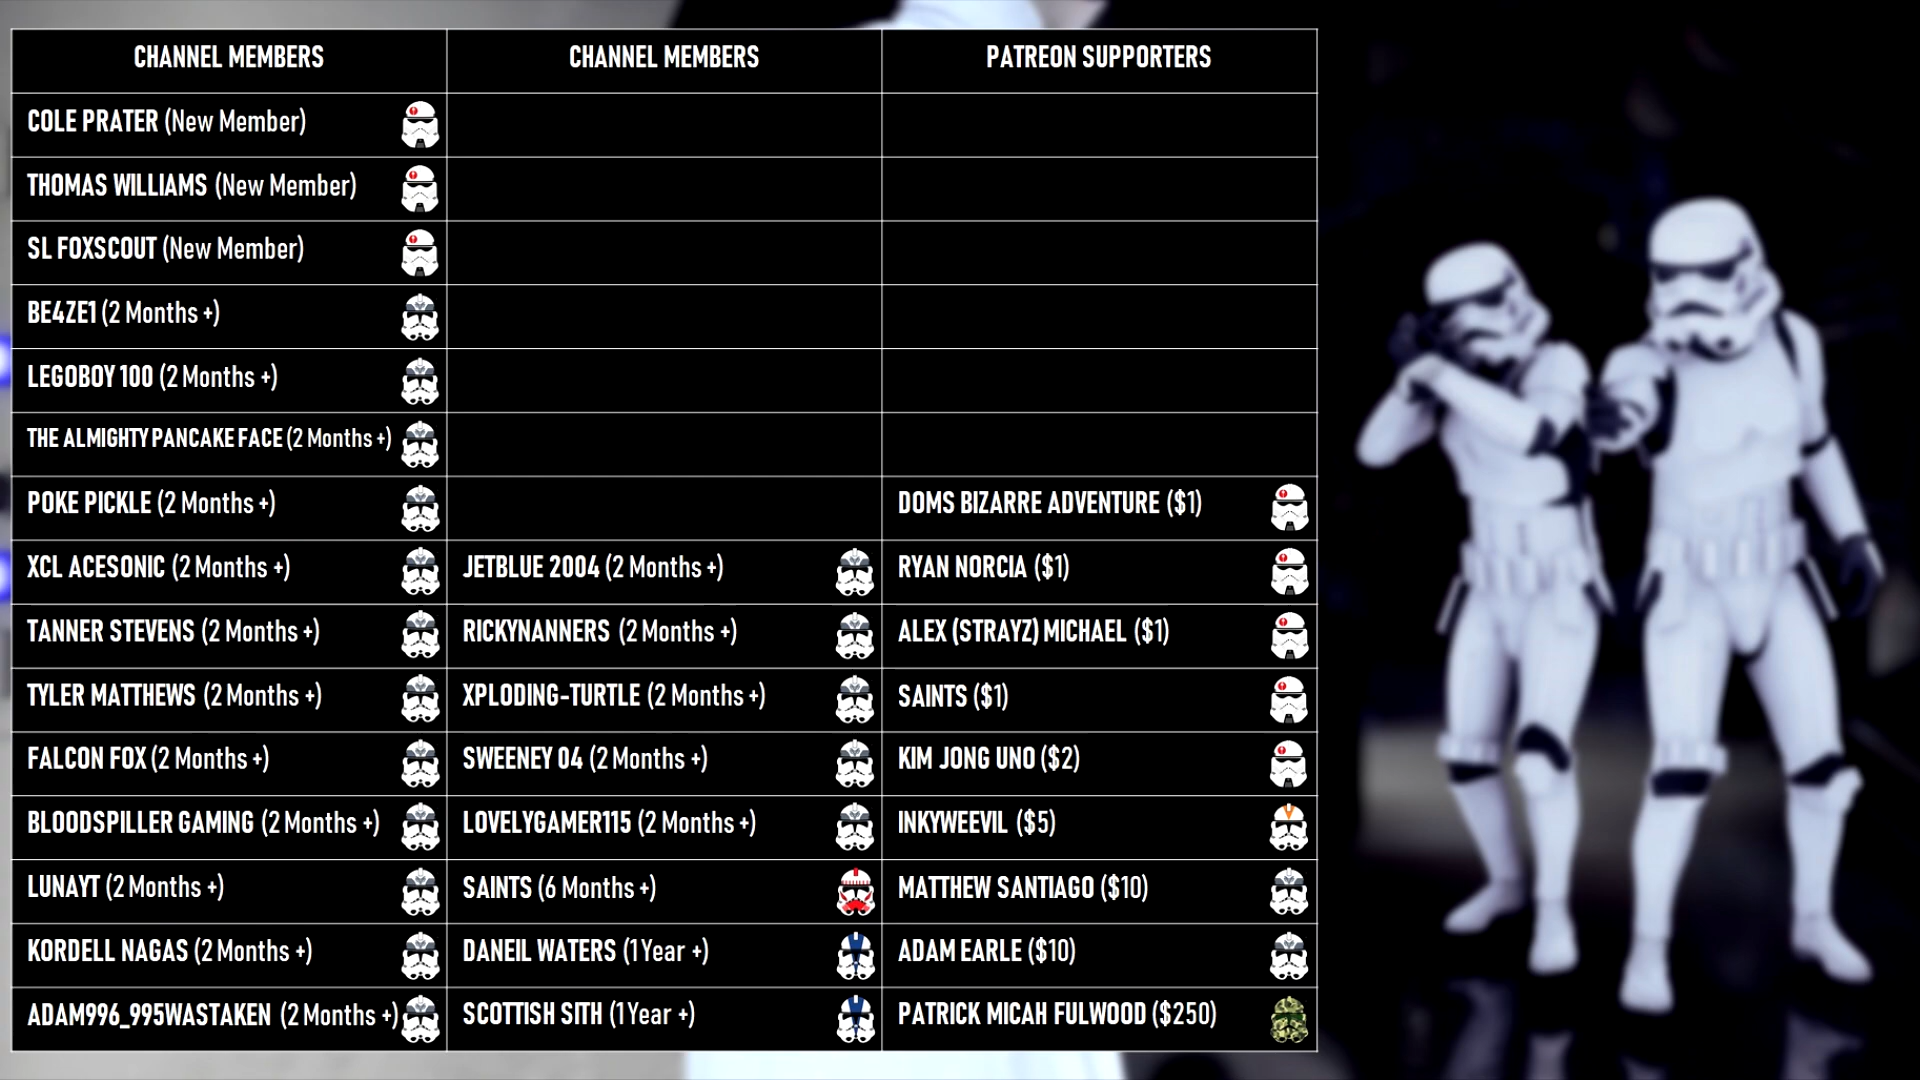 CHANNEL MEMBERS CHANNEL MEMBERS PATREON SUPPORTERS
COLE PRATER (New Member)
THOMAS WILLIAMS (New Member)
SL FOXSCOUT (New Member)
BE4ZE1 (2 Months +)
LEGOBOY 100 (2 Months +)
THE ALMIGHTY PANCAKE FACE (2 Months +)
POKE PICKLE (2 Months +) DOMS BIZARRE ADVENTURE ($1)
XCL ACESONIC (2 Months +) JETBLUE 2004 (2 Months +) RYAN NORCIA ($1)
TANNER STEVENS (2 Months +) RICKYNANNERS (2 Months +) ALEX (STRAYZ) MICHAEL ($1)
TYLER MATTHEWS (2 Months +) XPLODING-TURTLE (2 Months +) SAINTS ($1)
FALCON FOX (2 Months +) SWEENEY 04 (2 Months +) KIM JONG UNO ($2)
BLOODSPILLER GAMING (2 Months +) LOVELYGAMER115 (2 Months +) INKYWEEVIL ($5)
LUNAYT (2 Months +) SAINTS (6 Months +) MATTHEW SANTIAGO ($10)
KORDELL NAGAS (2 Months +) DANEIL WATERS (1 Year +) ADAM EARLE ($10)
ADAM996_995WASTAKEN (2 Months +) SCOTTISH SITH (1 Year +) PATRICK MICAH FULWOOD ($250)